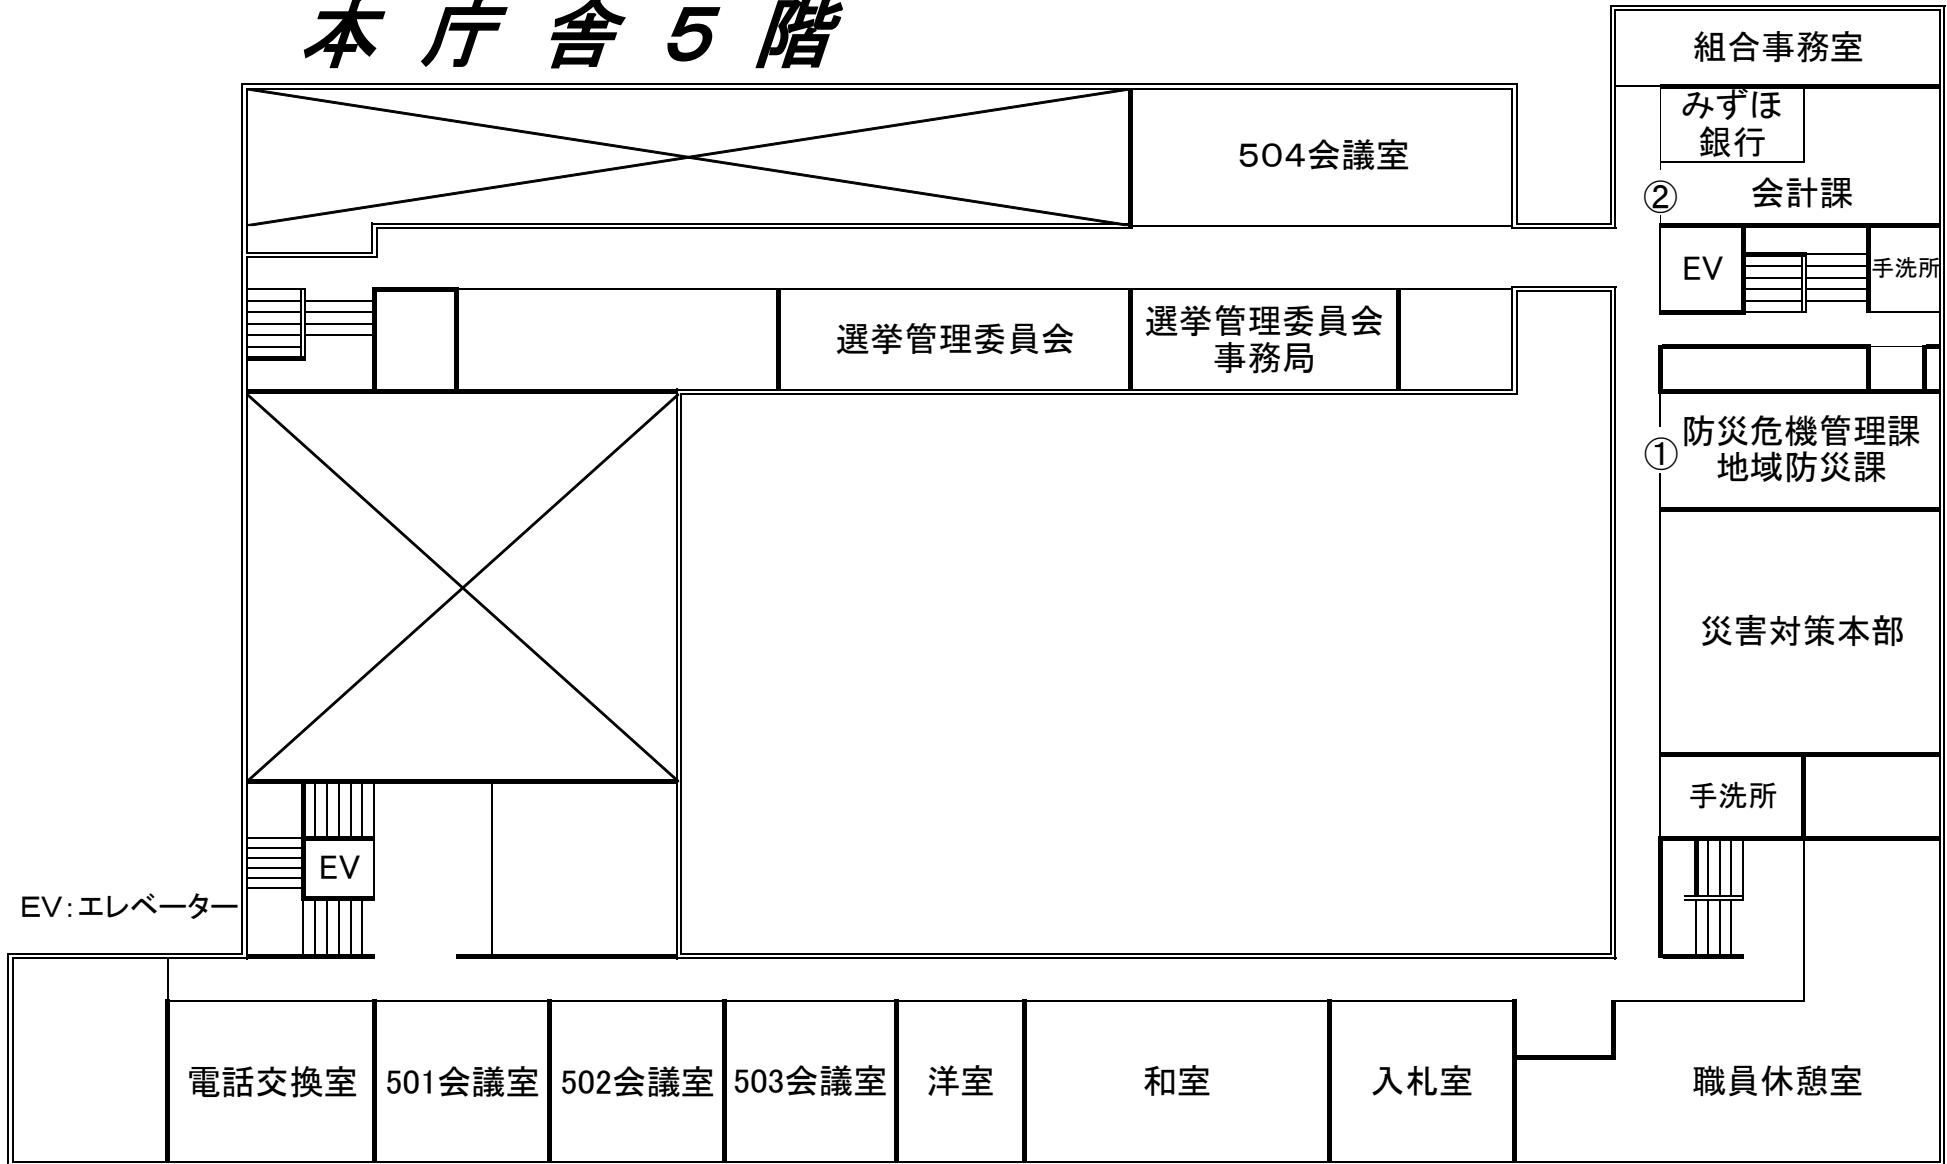 本庁舎５階
組合事務室
みずほ
銀行
504会議室
②
会計課
EV
手洗所
選挙管理委員会
選挙管理委員会
事務局
①
防災危機管理課
地域防災課
災害対策本部
手洗所
EV
EV：エレベーター
電話交換室
501会議室
502会議室
503会議室
洋室
和室
入札室
職員休憩室